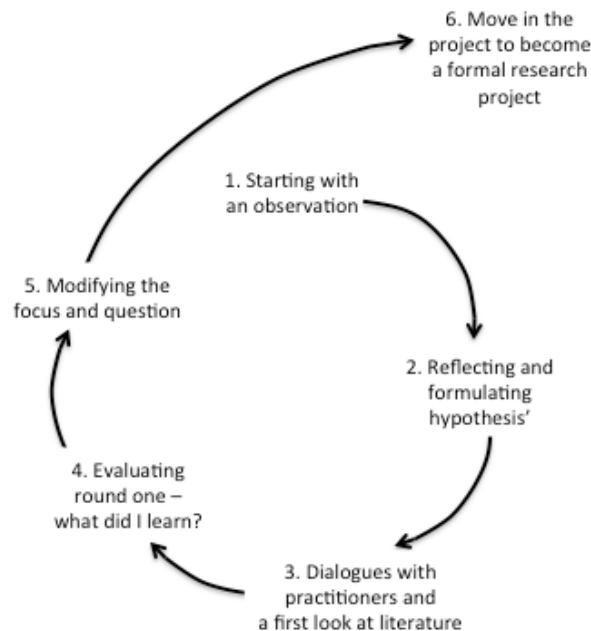 1. Starting with
an observation
2. Reflecting and
formulating
hypothesis’
3. Dialogues with
practitioners and
a first look at literature
4. Evaluating
round one –
what did I learn?
5. Modifying the
focus and question
6. Move in the
project to become
a formal research
project